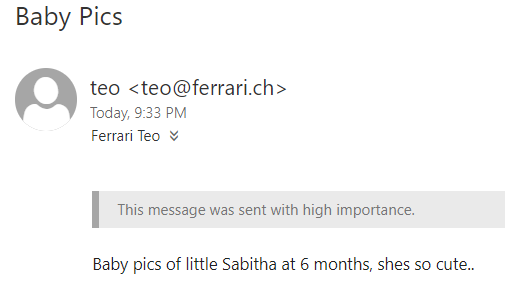 Baby Pics
teo <teo@ferrari.ch>
Today, 9:33 PM
Ferrari Teo
This message was sent with high importance.
Baby pics of little Sabitha at 6 months, shes so cute..